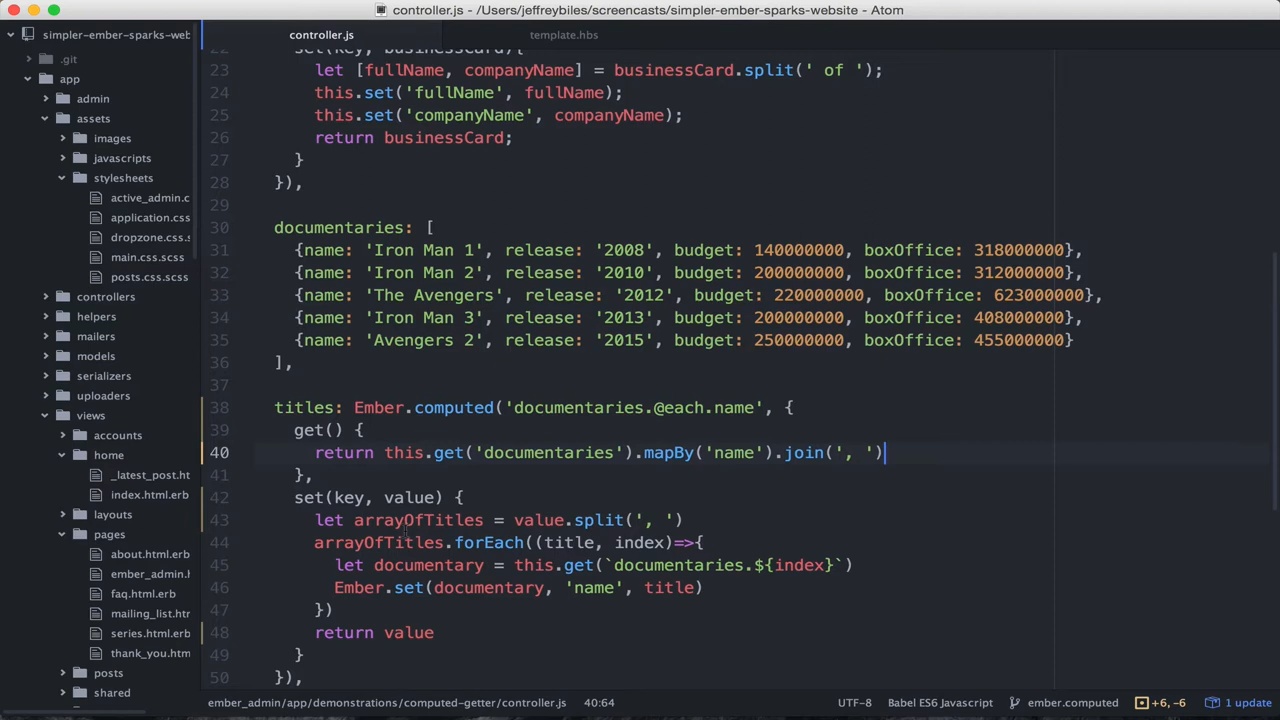 controller.js - /Users/jeffreybiles/screencasts/simpler-ember-sparks-website - Atom
simpler-ember-sparks-web
controller.js
template.hbs
.git
app
admin
assets
images
javascripts
stylesheets
active_admin.c
application.css
dropzone.css.s
main.css.scss
posts.css.scss
controllers
helpers
mailers
models
serializers
uploaders
views
accounts
home
_latest_post.ht
index.html.erb
layouts
pages
about.html.erb
ember_admin.h
faq.html.erb
mailing_list.htr
series.html.erb
thank_you.htm
posts
shared
22 set(key, businessCard){
23 let [fullName, companyName] = businessCard.split(' of ');
24 this.set('fullName', fullName);
25 this.set('companyName', companyName);
26 return businessCard;
27 }
28 }),
29
30 documentaries: [
31 {name: 'Iron Man 1', release: '2008', budget: 140000000, boxOffice: 318000000},
32 {name: 'Iron Man 2', release: '2010', budget: 200000000, boxOffice: 312000000},
33 {name: 'The Avengers', release: '2012', budget: 220000000, boxOffice: 623000000},
34 {name: 'Iron Man 3', release: '2013', budget: 200000000, boxOffice: 408000000},
35 {name: 'Avengers 2', release: '2015', budget: 250000000, boxOffice: 455000000}
36 ],
37
38 titles: Ember.computed('documentaries.@each.name', {
39 get() {
40 return this.get('documentaries').mapBy('name').join(', ')
41 },
42 set(key, value) {
43 let arrayOfTitles = value.split(', ')
44 arrayOfTitles.forEach((title, index)=>{
45 let documentary = this.get(`documentaries.${index}`)
46 Ember.set(documentary, 'name', title)
47 })
48 return value
49 }
50 }),
ember_admin/app/demonstrations/computed-getter/controller.js 40:64
UTF-8 Babel ES6 JavaScript ember.computed +6, -6 1 update